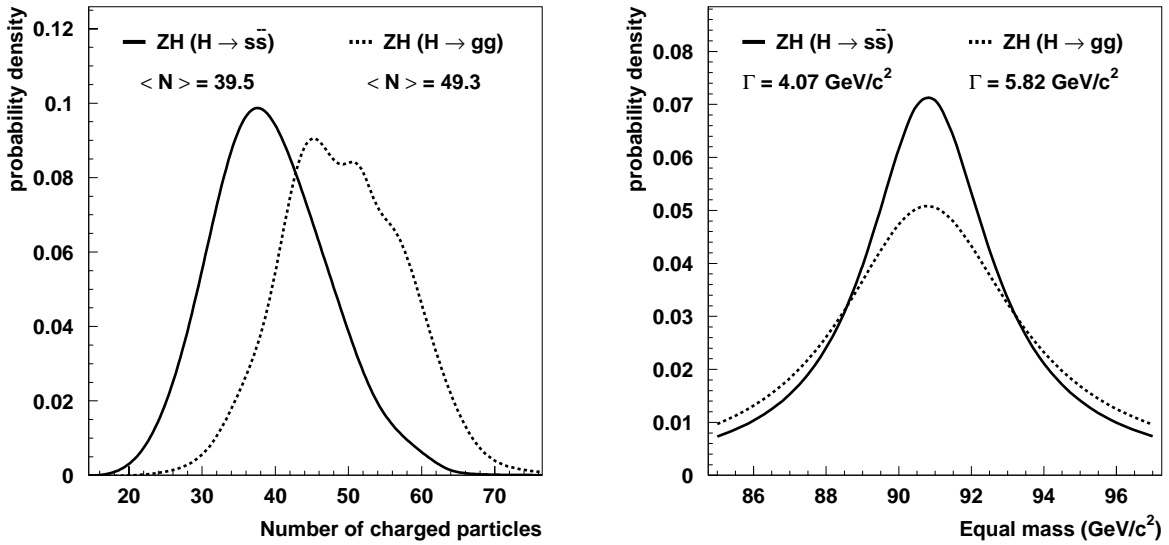 probability density
0.12
0.1
0.08
0.06
0.04
0.02
0
ZH (H → ss̄)
ZH (H → gg)
< N > = 39.5
< N > = 49.3
20 30 40 50 60 70
Number of charged particles
probability density
0.08
0.07
0.06
0.05
0.04
0.03
0.02
0.01
0
ZH (H → ss̄)
ZH (H → gg)
Γ = 4.07 GeV/c²
Γ = 5.82 GeV/c²
86 88 90 92 94 96
Equal mass (GeV/c²)